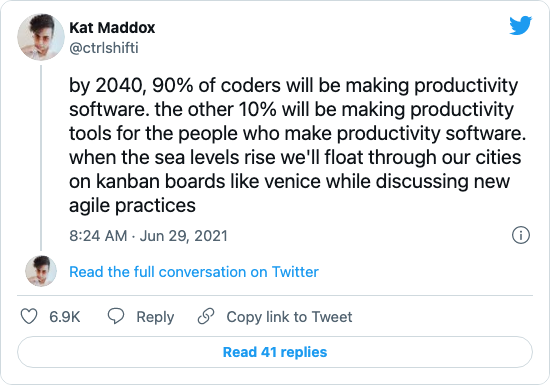 Kat Maddox
@ctrlshifti
by 2040, 90% of coders will be making productivity
software. the other 10% will be making productivity
tools for the people who make productivity software.
when the sea levels rise we'll float through our cities
on kanban boards like venice while discussing new
agile practices
8:24 AM · Jun 29, 2021
Read the full conversation on Twitter
6.9K Reply Copy link to Tweet
Read 41 replies